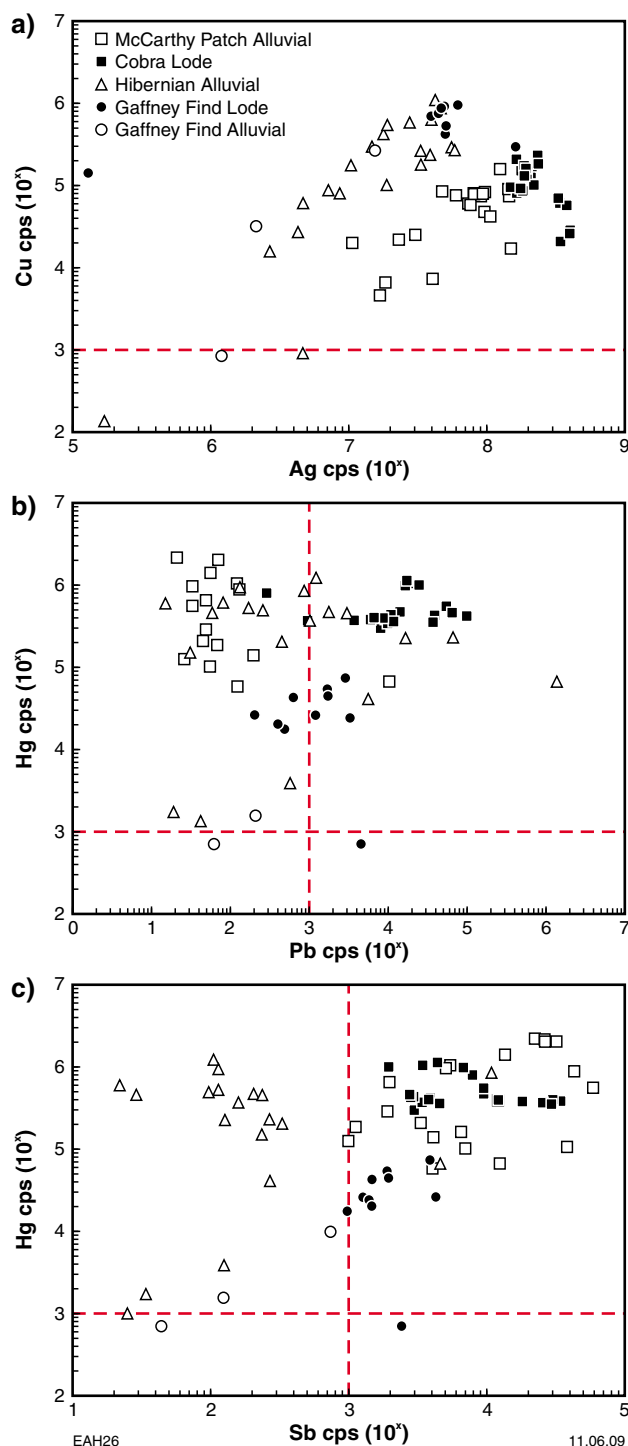 a)
7
McCarthy Patch Alluvial
Cobra Lode
Hibernian Alluvial
Gaffney Find Lode
Gaffney Find Alluvial
6
5
4
3
2
Cu cps (10ˣ)
5 6 7 8 9
Ag cps (10ˣ)
b)
7
6
5
4
3
2
Hg cps (10ˣ)
0 1 2 3 4 5 6 7
Pb cps (10ˣ)
c)
7
6
5
4
3
2
Hg cps (10ˣ)
1 2 3 4 5
Sb cps (10ˣ)
EAH26 11.06.09